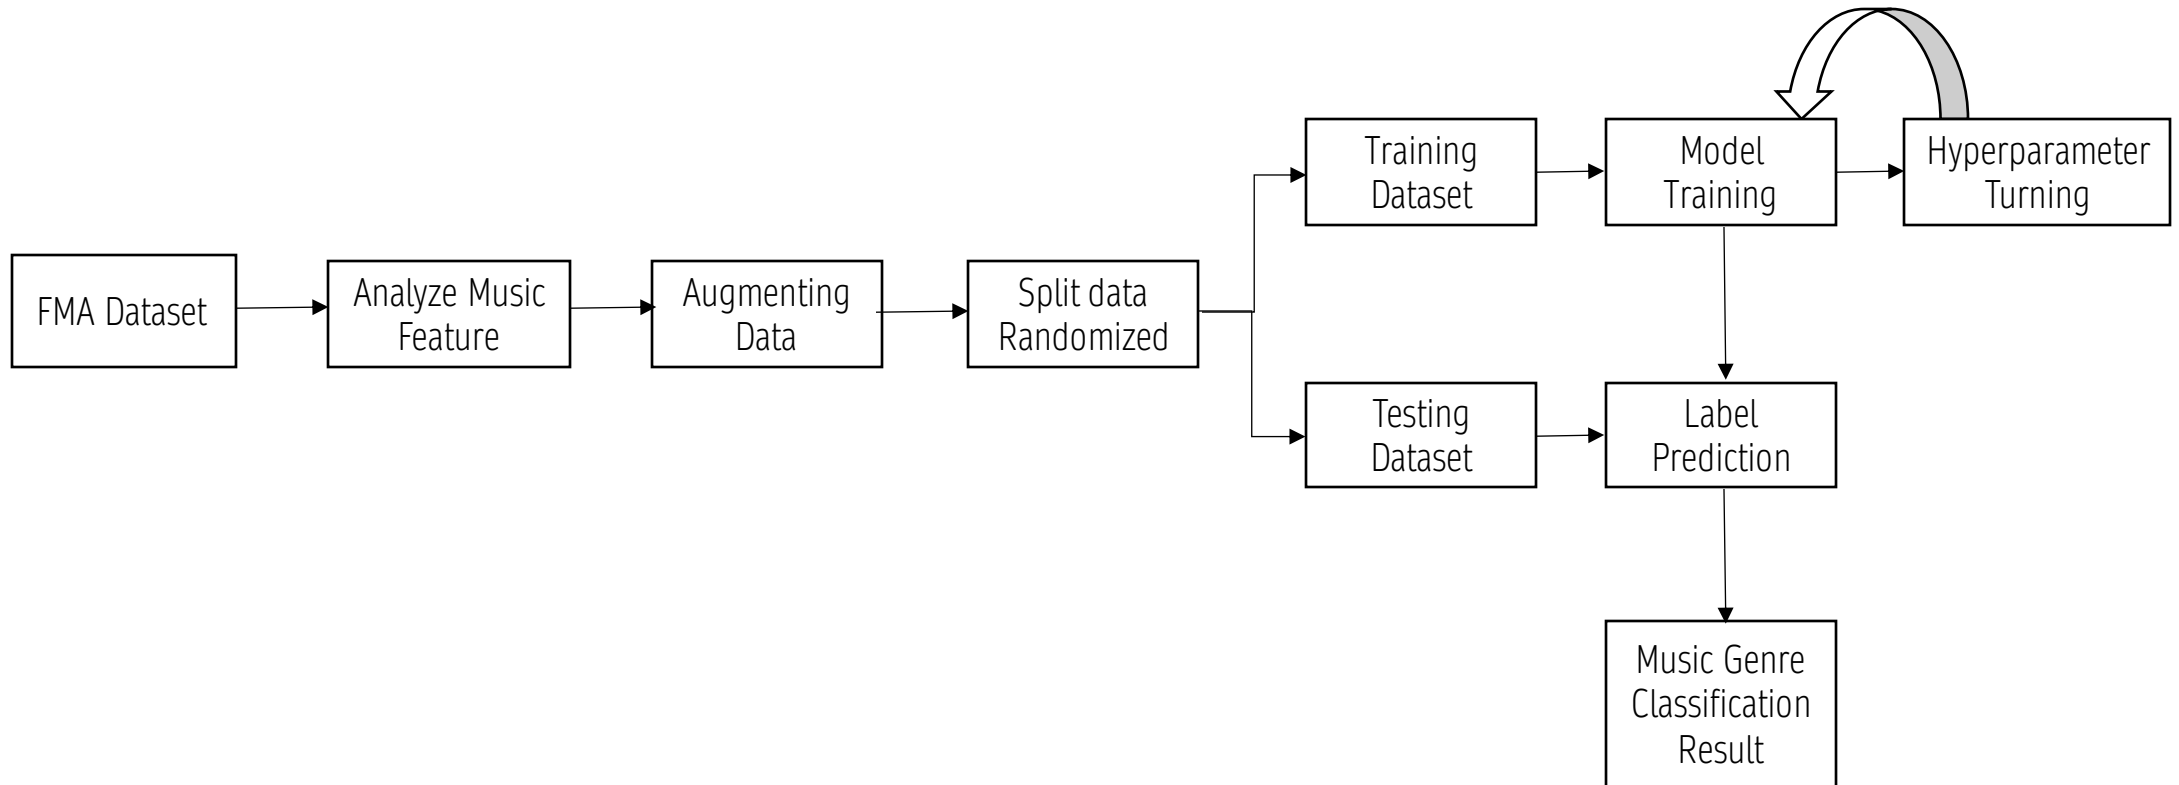 FMA Dataset
Analyze Music
Feature
Augmenting
Data
Split data
Randomized
Training
Dataset
Model
Training
Hyperparameter
Turning
Testing
Dataset
Label
Prediction
Music Genre
Classification
Result